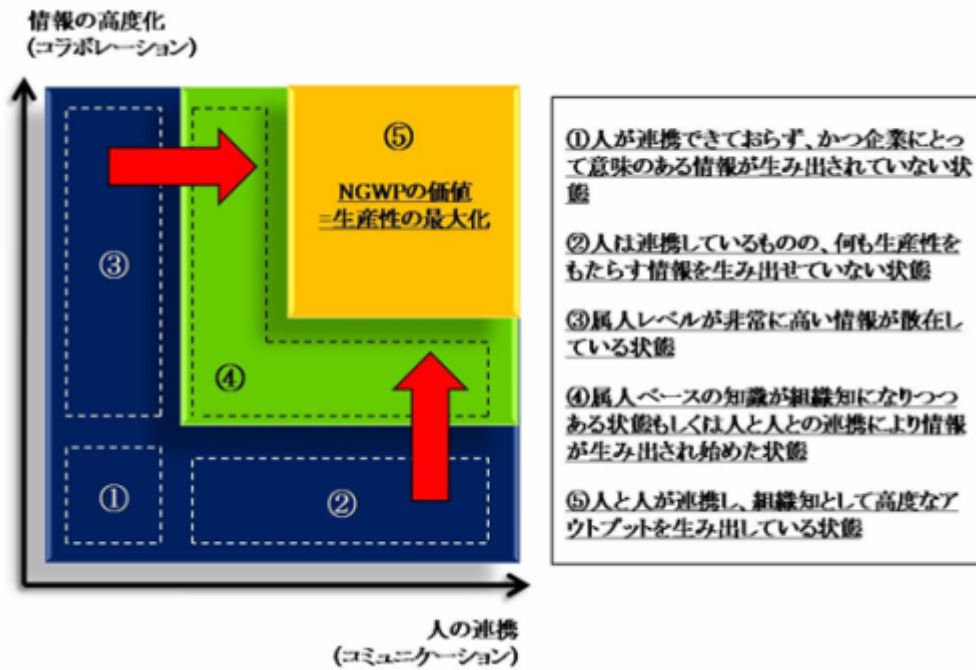 情報の高度化
(コラボレーション)
⑤
NGWPの価値
=生産性の最大化
③
④
①
②
人の連携
(コミュニケーション)
①人が連携できておらず、かつ企業にとっ
て意味のある情報が生み出されていない状
態
②人は連携しているものの、何も生産性を
もたらす情報を生み出せていない状態
③属人レベルが非常に高い情報が散在し
ている状態
④属人ベースの知識が組織知になりつつ
ある状態もしくは人と人との連携により情報
が生み出され始めた状態
⑤人と人が連携し、組織知として高度なア
ウトプットを生み出している状態